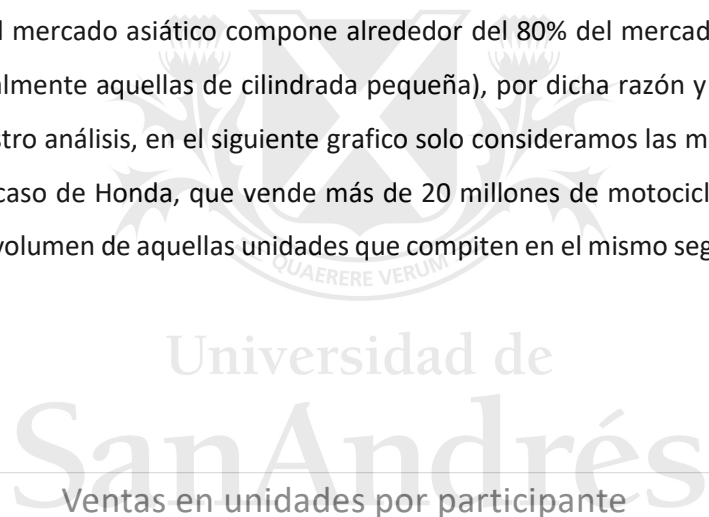 l mercado asiático compone alrededor del 80% del mercad
almente aquellas de cilindrada pequeña), por dicha razón y
stro análisis, en el siguiente grafico solo consideramos las m
caso de Honda, que vende más de 20 millones de motocicl
volumen de aquellas unidades que compiten en el mismo seg
QUAERERE VERUM
Universidad de
SanAndrés
Ventas en unidades por participante